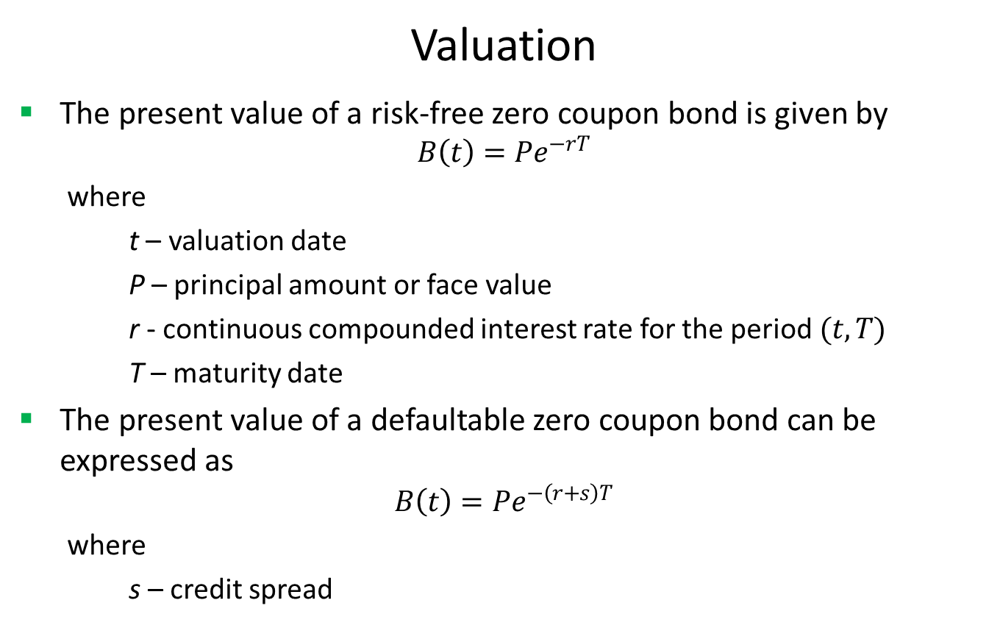 Valuation
▪ The present value of a risk-free zero coupon bond is given by
B(t) = Pe^{−rT}
where
t – valuation date
P – principal amount or face value
r - continuous compounded interest rate for the period (t, T)
T – maturity date
▪ The present value of a defaultable zero coupon bond can be
expressed as
B(t) = Pe^{−(r+s)T}
where
s – credit spread